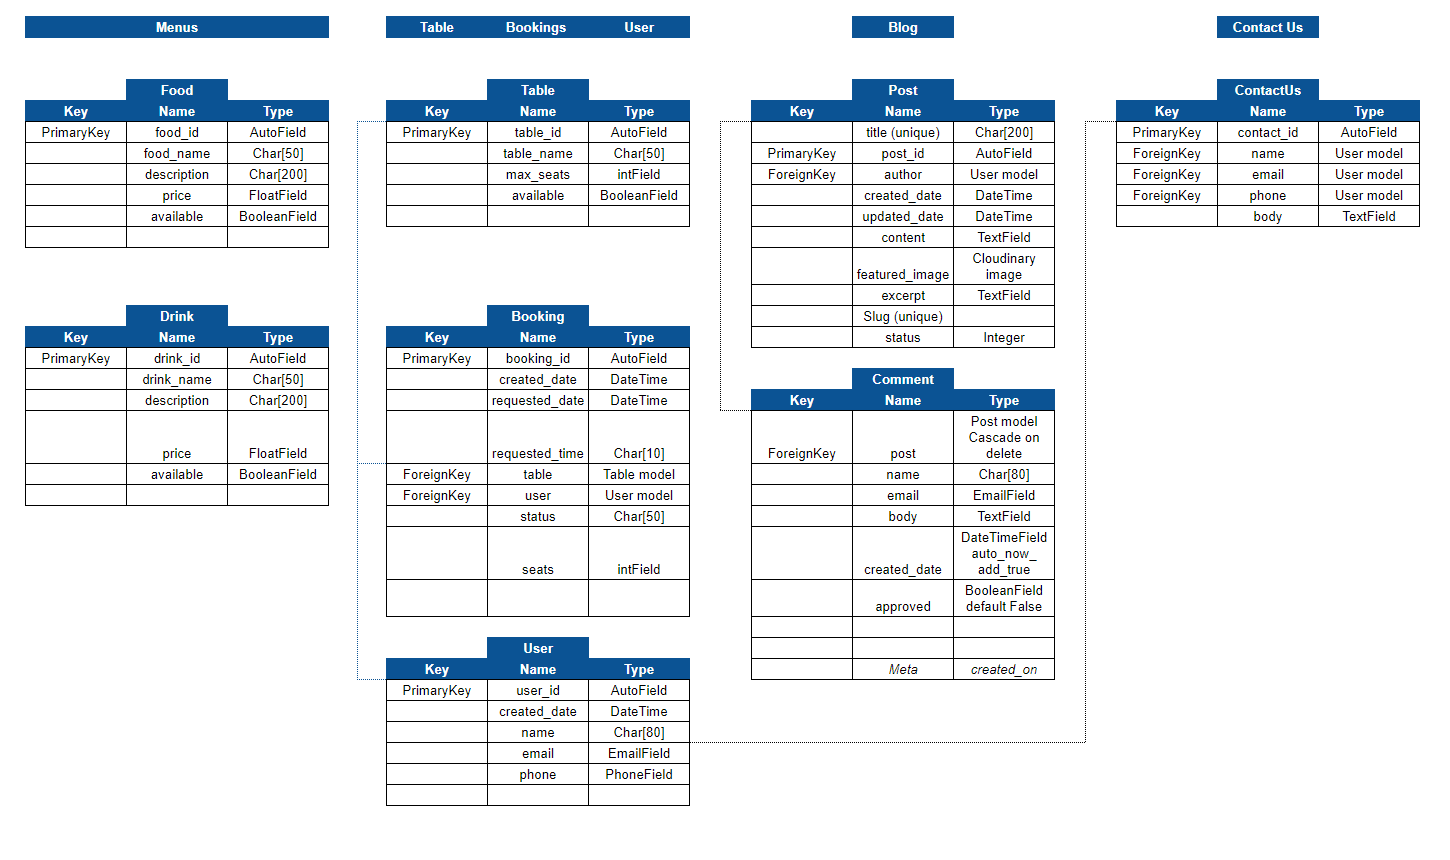 Menus
Food
Key Name Type
PrimaryKey food_id AutoField
food_name Char[50]
description Char[200]
price FloatField
available BooleanField
Drink
Key Name Type
PrimaryKey drink_id AutoField
drink_name Char[50]
description Char[200]
price FloatField
available BooleanField
Table Bookings User
Table
Key Name Type
PrimaryKey table_id AutoField
table_name Char[50]
max_seats intField
available BooleanField
Booking
Key Name Type
PrimaryKey booking_id AutoField
created_date DateTime
requested_date DateTime
requested_time Char[10]
ForeignKey table Table model
ForeignKey user User model
status Char[50]
seats intField
User
Key Name Type
PrimaryKey user_id AutoField
created_date DateTime
name Char[80]
email EmailField
phone PhoneField
Blog
Post
Key Name Type
title (unique) Char[200]
PrimaryKey post_id AutoField
ForeignKey author User model
created_date DateTime
updated_date DateTime
content TextField
Cloudinary
featured_image image
excerpt TextField
Slug (unique)
status Integer
Comment
Key Name Type
Post model
Cascade on
ForeignKey post delete
name Char[80]
email EmailField
body TextField
DateTimeField
auto_now_
created_date add_true
BooleanField
approved default False
Meta created_on
Contact Us
ContactUs
Key Name Type
PrimaryKey contact_id AutoField
ForeignKey name User model
ForeignKey email User model
ForeignKey phone User model
body TextField